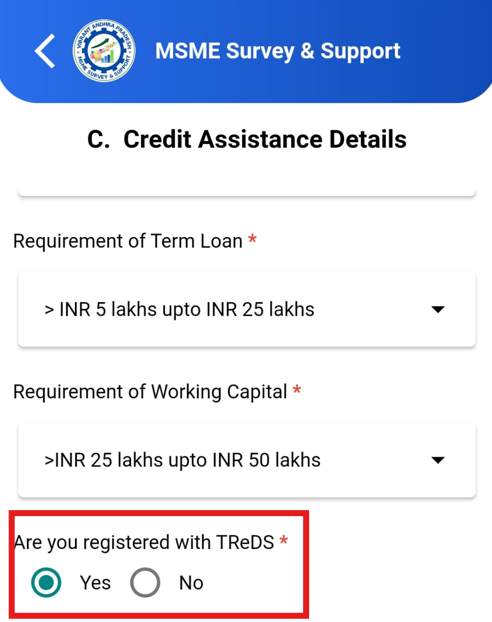 VIBRANT ANDHRA PRADESH
MSME SURVEY & SUPPORT
MSME Survey & Support
C. Credit Assistance Details
Requirement of Term Loan *
> INR 5 lakhs upto INR 25 lakhs
Requirement of Working Capital *
>INR 25 lakhs upto INR 50 lakhs
Are you registered with TReDS *
Yes No